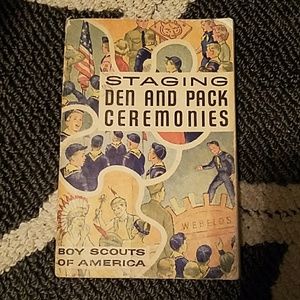 STAGING
DEN AND PACK
CEREMONIES
WEBELOS
BOY SCOUTS
OF AMERICA